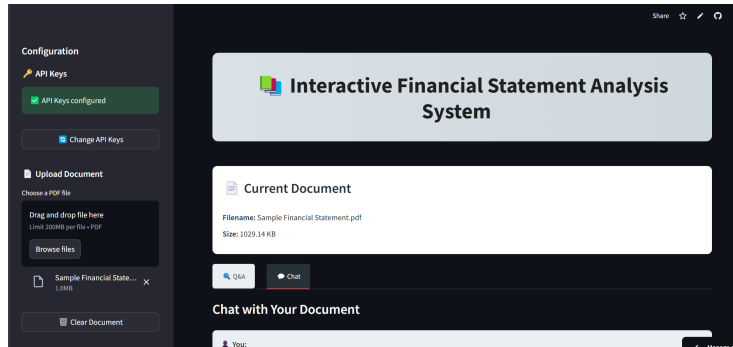 Share
Configuration
API Keys
API Keys configured
Change API Keys
Upload Document
Choose a PDF file
Drag and drop file here
Limit 200MB per file • PDF
Browse files
Sample Financial State...
1.0MB
Clear Document
Interactive Financial Statement Analysis
System
Current Document
Filename: Sample Financial Statement.pdf
Size: 1029.14 KB
Q&A
Chat
Chat with Your Document
You: